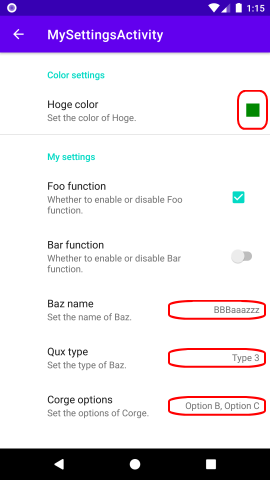 1:15
MySettingsActivity
Color settings
Hoge color
Set the color of Hoge.
My settings
Foo function
Whether to enable or disable Foo
function.
Bar function
Whether to enable or disable Bar
function.
Baz name
Set the name of Baz.
BBBaaazzz
Qux type
Set the type of Baz.
Type 3
Corge options
Set the options of Corge.
Option B, Option C